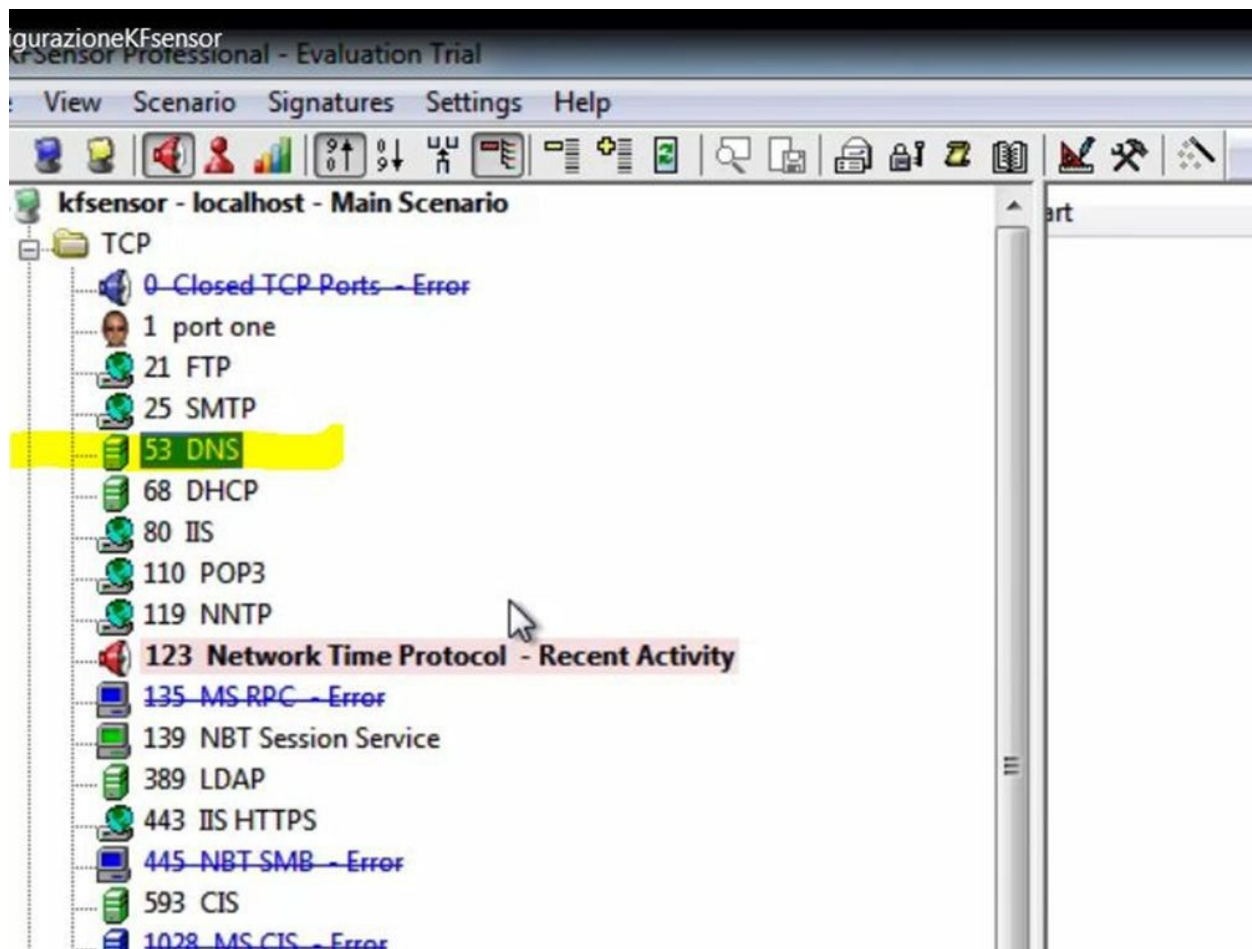 igurazioneKFsensor
KFSensor Professional - Evaluation Trial
View Scenario Signatures Settings Help
kfsensor - localhost - Main Scenario
art
TCP
0 Closed TCP Ports - Error
1 port one
21 FTP
25 SMTP
53 DNS
68 DHCP
80 IIS
110 POP3
119 NNTP
123 Network Time Protocol - Recent Activity
135 MS RPC - Error
139 NBT Session Service
389 LDAP
443 IIS HTTPS
445 NBT SMB - Error
593 CIS
1028 MS CIS - Error